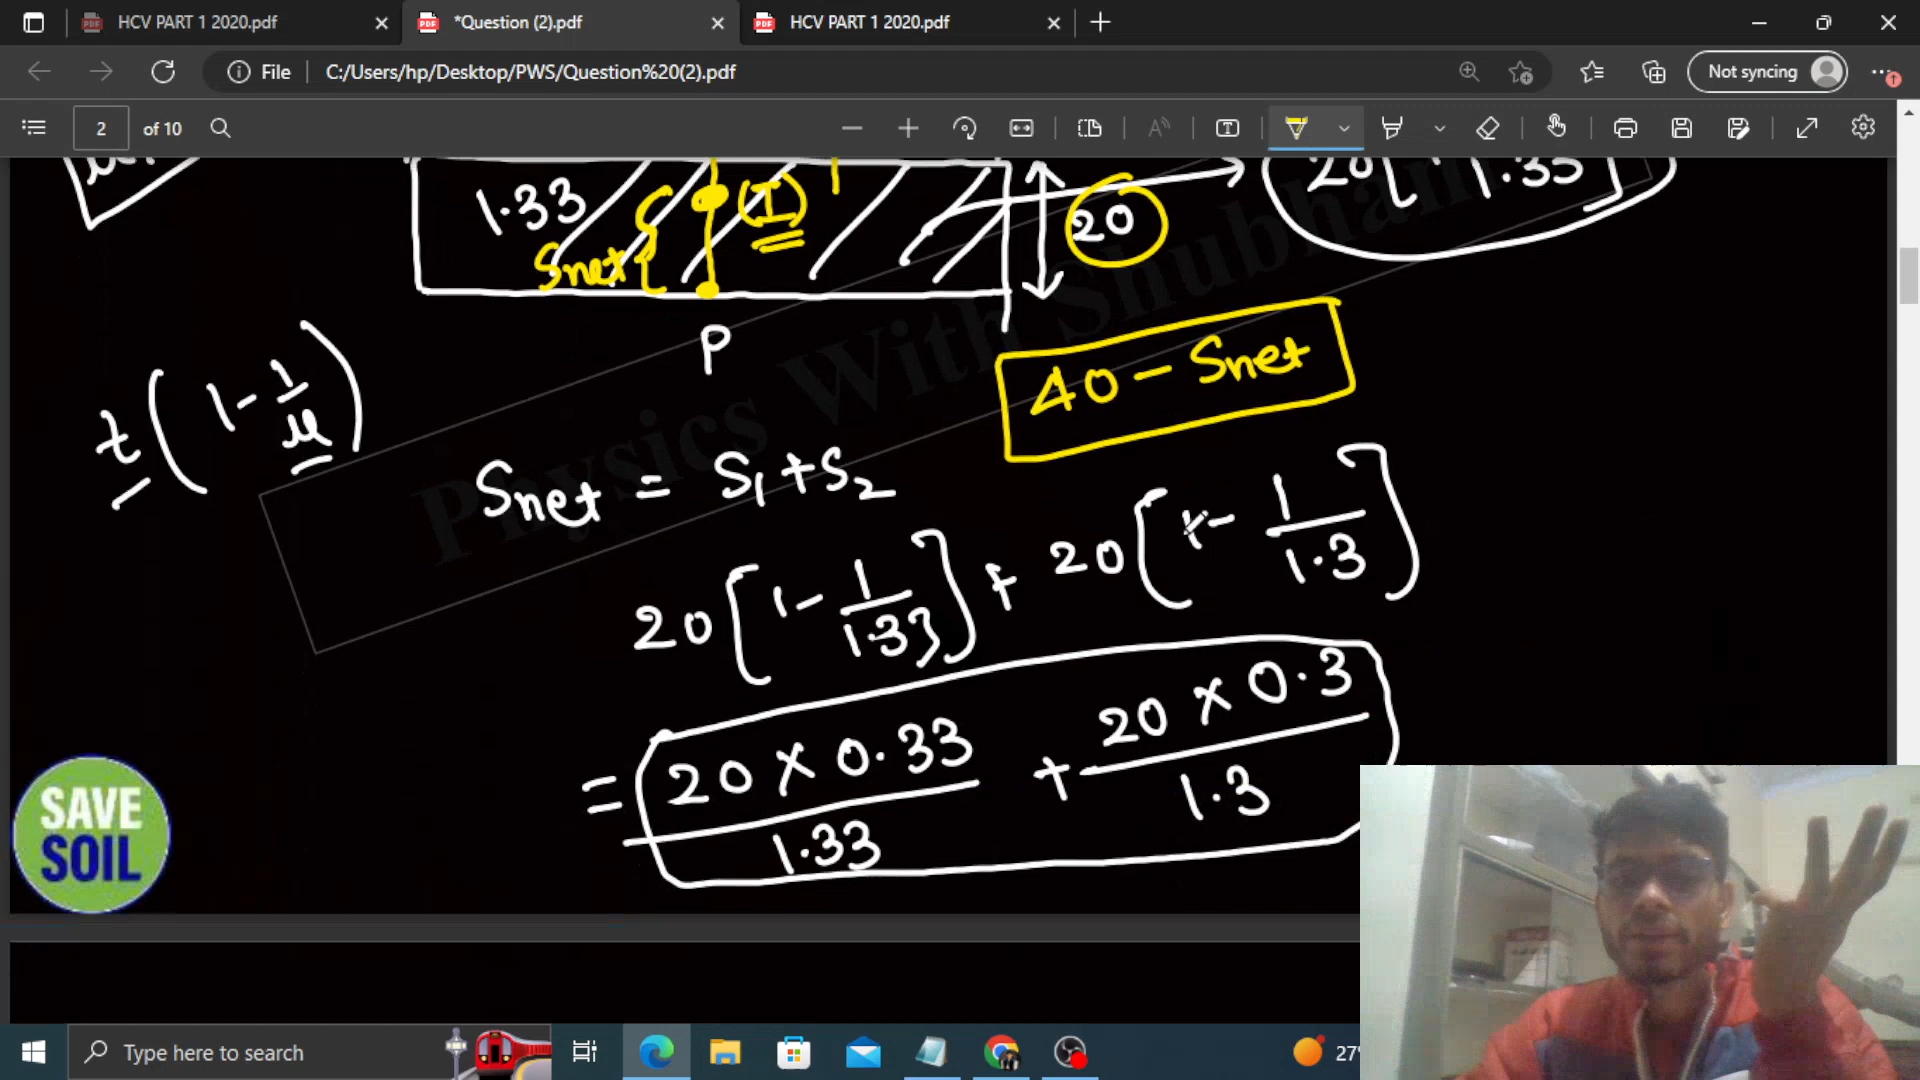 HCV PART 1 2020.pdf
*Question (2).pdf
HCV PART 1 2020.pdf
File
C:/Users/hp/Desktop/PWS/Question%20(2).pdf
Not syncing
2 of 10
1.33
(I)
20
20[ 1.33]
Snet
P
40 - Snet
t(1 - 1/μ)
Physics With Shubham
Snet = S₁ + S₂
20[1 - 1/1.33] + 20[1 - 1/1.3]
= 20 × 0.33 / 1.33 + 20 × 0.3 / 1.3
SAVE
SOIL
Type here to search
27°